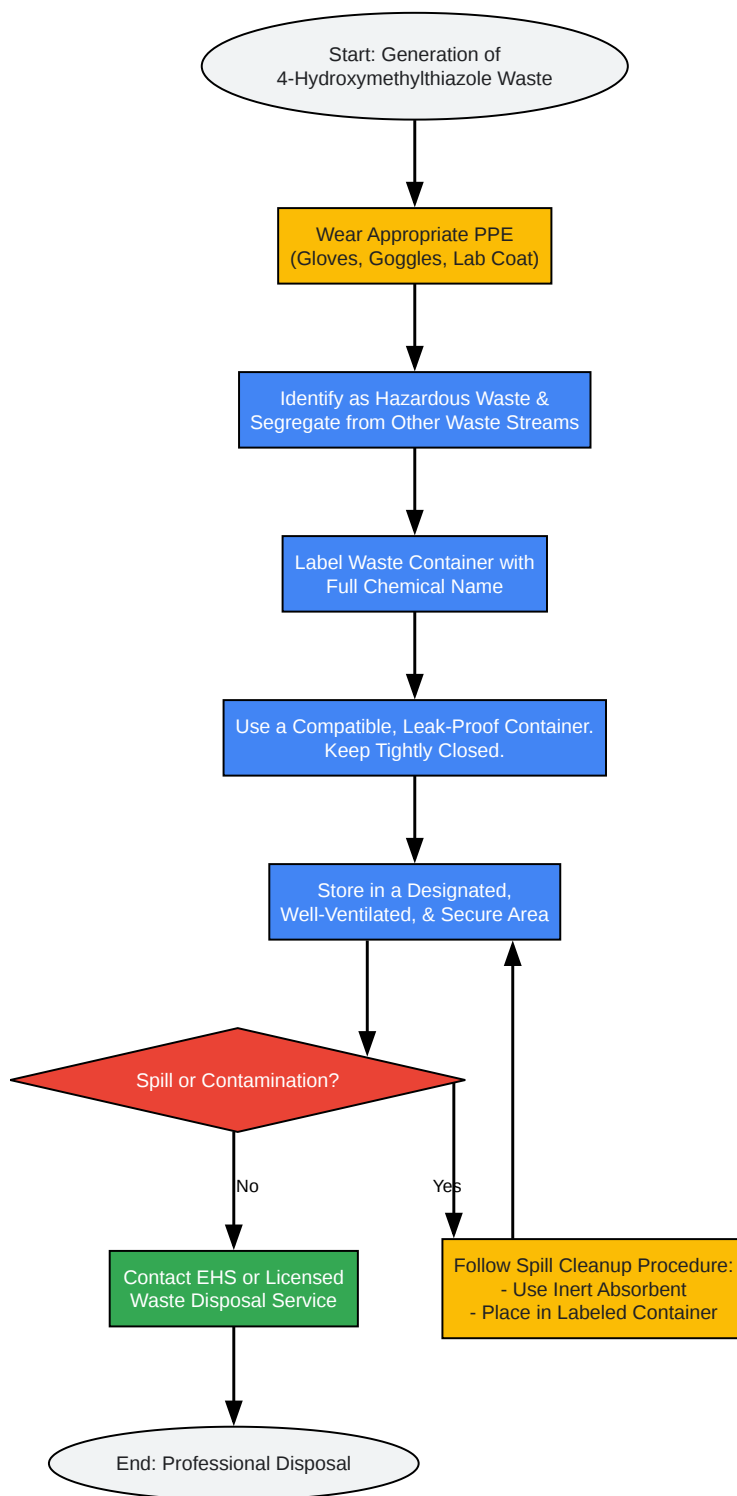 Start: Generation of
4-Hydroxymethylthiazole Waste
Wear Appropriate PPE
(Gloves, Goggles, Lab Coat)
Identify as Hazardous Waste &
Segregate from Other Waste Streams
Label Waste Container with
Full Chemical Name
Use a Compatible, Leak-Proof Container.
Keep Tightly Closed.
Store in a Designated,
Well-Ventilated, & Secure Area
Spill or Contamination?
No
Yes
Contact EHS or Licensed
Waste Disposal Service
Follow Spill Cleanup Procedure:
- Use Inert Absorbent
- Place in Labeled Container
End: Professional Disposal